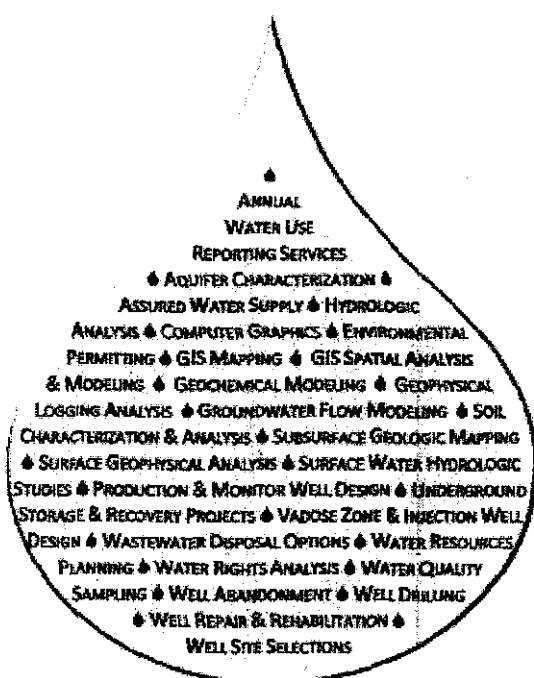 ANNUAL
WATER USE
REPORTING SERVICES
AQUIFER CHARACTERIZATION
ASSURED WATER SUPPLY HYDROLOGIC
ANALYSIS COMPUTER GRAPHICS ENVIRONMENTAL
PERMITTING GIS MAPPING GIS SPATIAL ANALYSIS
& MODELING GEOCHEMICAL MODELING GEOPHYSICAL
LOGGING ANALYSIS GROUNDWATER FLOW MODELING SOIL
CHARACTERIZATION & ANALYSIS SUBSURFACE GEOLOGIC MAPPING
SURFACE GEOPHYSICAL ANALYSIS SURFACE WATER HYDROLOGIC
STUDIES PRODUCTION & MONITOR WELL DESIGN UNDERGROUND
STORAGE & RECOVERY PROJECTS VADOSE ZONE & INJECTION WELL
DESIGN WASTEWATER DISPOSAL OPTIONS WATER RESOURCES
PLANNING WATER RIGHTS ANALYSIS WATER QUALITY
SAMPLING WELL ABANDONMENT WELL DRILLING
WELL REPAIR & REHABILITATION
WELL SITE SELECTIONS